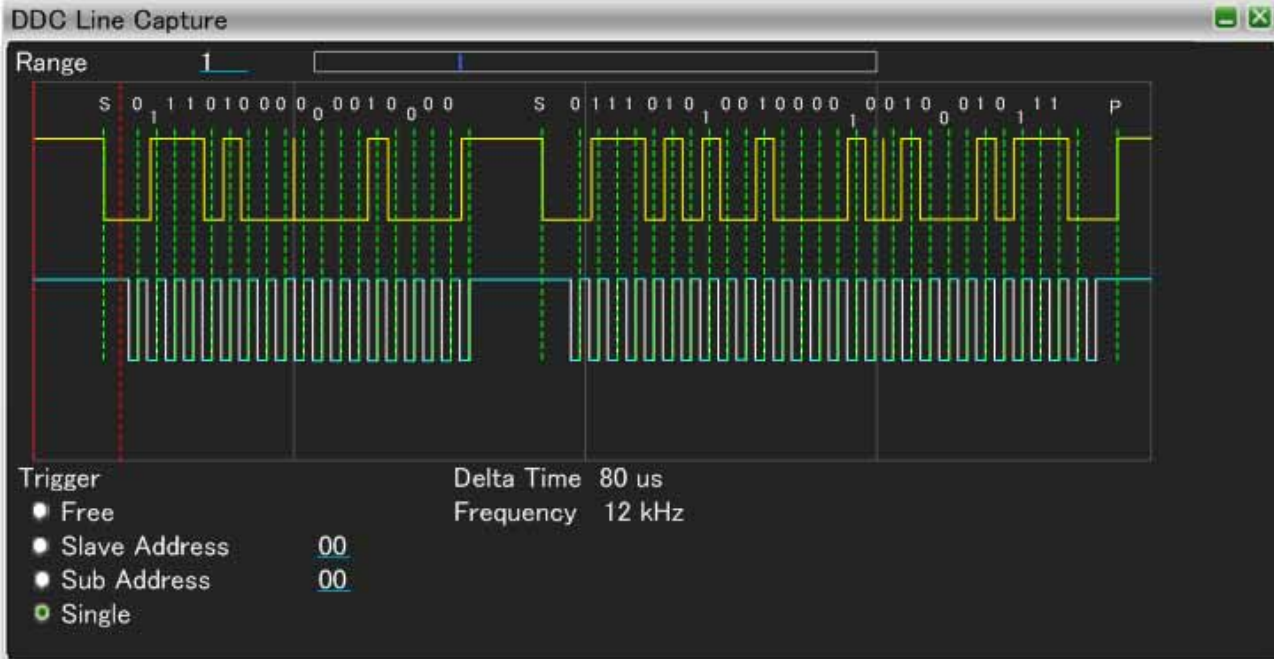 DDC Line Capture
Range 1
S 0 1 1 1 0 1 0 0 0 0 0 0 0 1 0 0 0 0 S 0 1 1 1 0 1 0 1 0 0 1 0 0 0 0 1 0 0 1 0 0 0 1 0 1 1 1 P
Trigger
Free
Slave Address 00
Sub Address 00
Single
Delta Time 80 us
Frequency 12 kHz